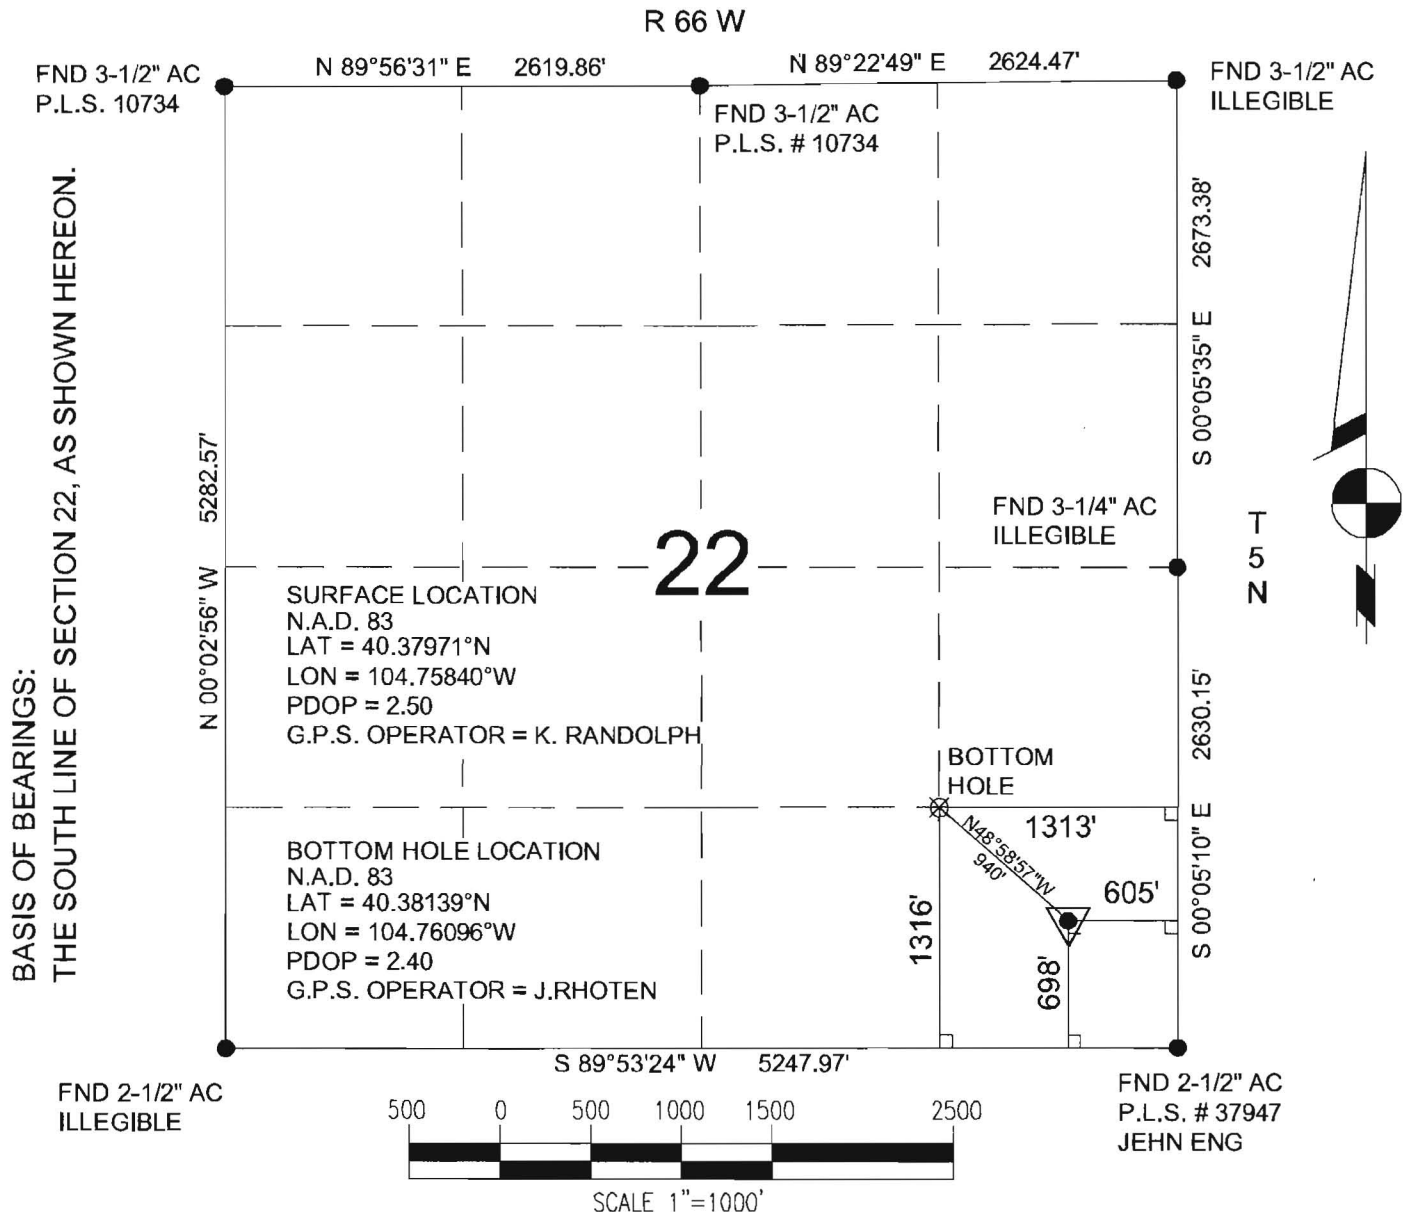 R 66 W
N 89°56'31" E 2619.86'
N 89°22'49" E 2624.47'
FND 3-1/2" AC
P.L.S. 10734
FND 3-1/2" AC
P.L.S. # 10734
FND 3-1/2" AC
ILLEGIBLE
BASIS OF BEARINGS:
THE SOUTH LINE OF SECTION 22, AS SHOWN HEREON.
N 00°02'56" W 5282.57'
S 00°05'35" E 2673.38'
FND 3-1/4" AC
ILLEGIBLE
T
5
N
22
SURFACE LOCATION
N.A.D. 83
LAT = 40.37971°N
LON = 104.75840°W
PDOP = 2.50
G.P.S. OPERATOR = K. RANDOLPH
BOTTOM HOLE LOCATION
N.A.D. 83
LAT = 40.38139°N
LON = 104.76096°W
PDOP = 2.40
G.P.S. OPERATOR = J.RHOTEN
BOTTOM
HOLE
1313'
N48°58'57"W
940'
605'
1316'
698'
S 00°05'10" E 2630.15'
S 89°53'24" W 5247.97'
FND 2-1/2" AC
ILLEGIBLE
FND 2-1/2" AC
P.L.S. # 37947
JEHN ENG
500 0 500 1000 1500 2500
SCALE 1"=1000'